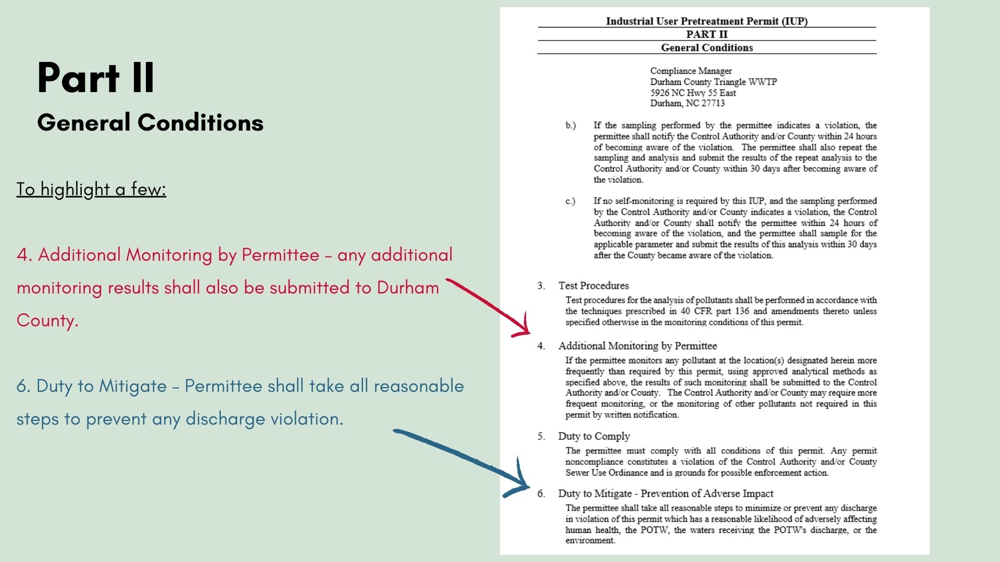 Part II
General Conditions
To highlight a few:
4. Additional Monitoring by Permittee – any additional
monitoring results shall also be submitted to Durham
County.
6. Duty to Mitigate – Permittee shall take all reasonable
steps to prevent any discharge violation.
Industrial User Pretreatment Permit (IUP)
PART II
General Conditions
Compliance Manager
Durham County Triangle WWTP
5926 NC Hwy 55 East
Durham, NC 27713
b.) If the sampling performed by the permittee indicates a violation, the
permittee shall notify the Control Authority and/or County within 24 hours
of becoming aware of the violation. The permittee shall also repeat the
sampling and analysis and submit the results of the repeat analysis to the
Control Authority and/or County within 30 days after becoming aware of
the violation.
c.) If no self-monitoring is required by this IUP, and the sampling performed
by the Control Authority and/or County indicates a violation, the Control
Authority and/or County shall notify the permittee within 24 hours of
becoming aware of the violation, and the permittee shall sample for the
applicable parameter and submit the results of this analysis within 30 days
after the County became aware of the violation.
3. Test Procedures
Test procedures for the analysis of pollutants shall be performed in accordance with
the techniques prescribed in 40 CFR part 136 and amendments thereto unless
specified otherwise in the monitoring conditions of this permit.
4. Additional Monitoring by Permittee
If the permittee monitors any pollutant at the location(s) designated herein more
frequently than required by this permit, using approved analytical methods as
specified above, the results of such monitoring shall be submitted to the Control
Authority and/or County. The Control Authority and/or County may require more
frequent monitoring, or the monitoring of other pollutants not required in this
permit by written notification.
5. Duty to Comply
The permittee must comply with all conditions of this permit. Any permit
noncompliance constitutes a violation of the Control Authority and/or County
Sewer Use Ordinance and is grounds for possible enforcement action.
6. Duty to Mitigate - Prevention of Adverse Impact
The permittee shall take all reasonable steps to minimize or prevent any discharge
in violation of this permit which has a reasonable likelihood of adversely affecting
human health, the POTW, the waters receiving the POTW's discharge, or the
environment.